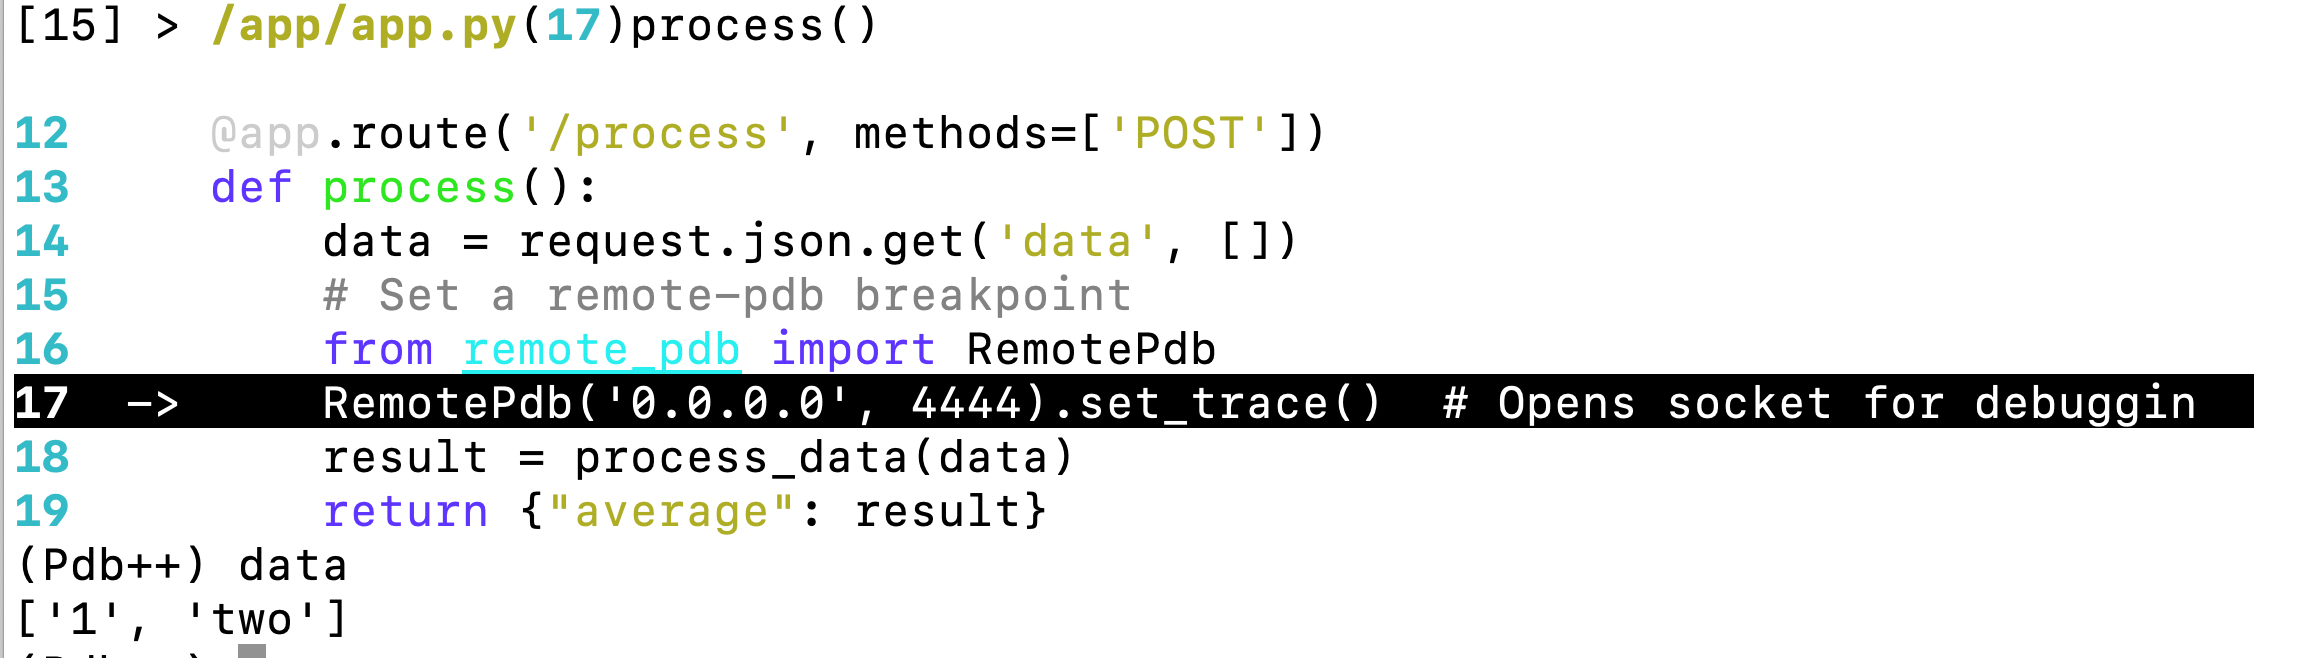 [15] > /app/app.py(17)process()
12     @app.route('/process', methods=['POST'])
13     def process():
14         data = request.json.get('data', [])
15         # Set a remote-pdb breakpoint
16         from remote_pdb import RemotePdb
17  ->     RemotePdb('0.0.0.0', 4444).set_trace()  # Opens socket for debuggin
18         result = process_data(data)
19         return {"average": result}
(Pdb++) data
['1', 'two']